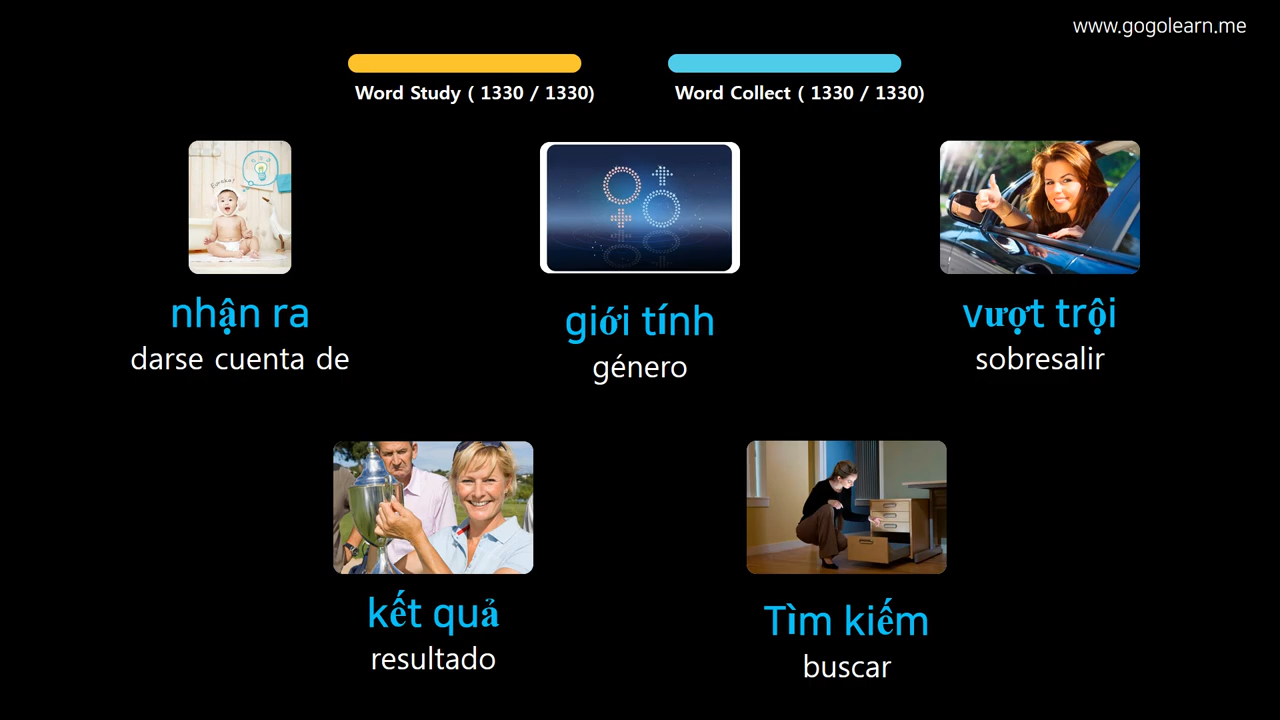 www.gogolearn.me
Word Study ( 1330 / 1330)
Word Collect ( 1330 / 1330)
Eureka!
nhận ra
darse cuenta de
giới tính
género
vượt trội
sobresalir
kết quả
resultado
Tìm kiếm
buscar